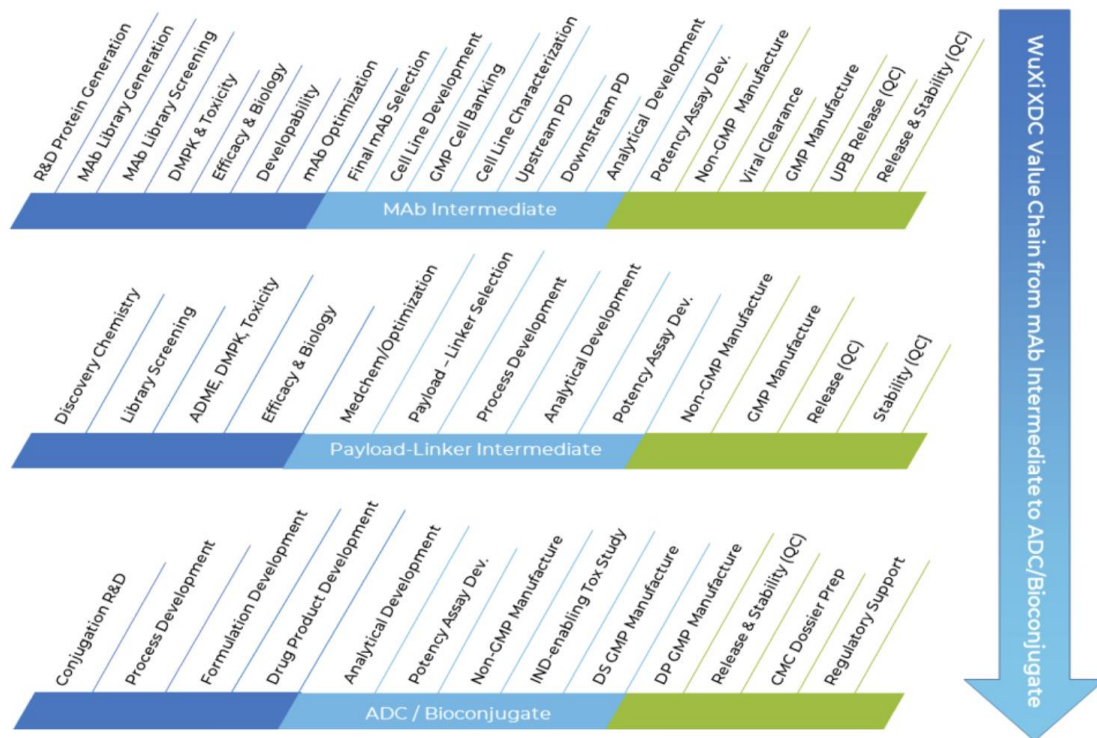 R&D Protein Generation
MAb Library Generation
MAb Library Screening
DMPK & Toxicity
Efficacy & Biology
Developability
mAb Optimization
Final mAb Selection
Cell Line Development
GMP Cell Banking
Cell Line Characterization
Upstream PD
Downstream PD
Analytical Development
Potency Assay Dev.
Non-GMP Manufacture
Viral Clearance
GMP Manufacture
UPB Release (QC)
Release & Stability (QC)
MAb Intermediate
Discovery Chemistry
Library Screening
ADME, DMPK, Toxicity
Efficacy & Biology
Medchem/Optimization
Payload – Linker Selection
Process Development
Analytical Development
Potency Assay Dev.
Non-GMP Manufacture
GMP Manufacture
Release (QC)
Stability (QC]
Payload-Linker Intermediate
Conjugation R&D
Process Development
Formulation Development
Drug Product Development
Analytical Development
Potency Assay Dev.
Non-GMP Manufacture
IND-enabling Tox Study
DS GMP Manufacture
DP GMP Manufacture
Release & Stability (QC)
CMC Dossier Prep
Regulatory Support
ADC / Bioconjugate
WuXi XDC Value Chain from mAb Intermediate to ADC/Bioconjugate